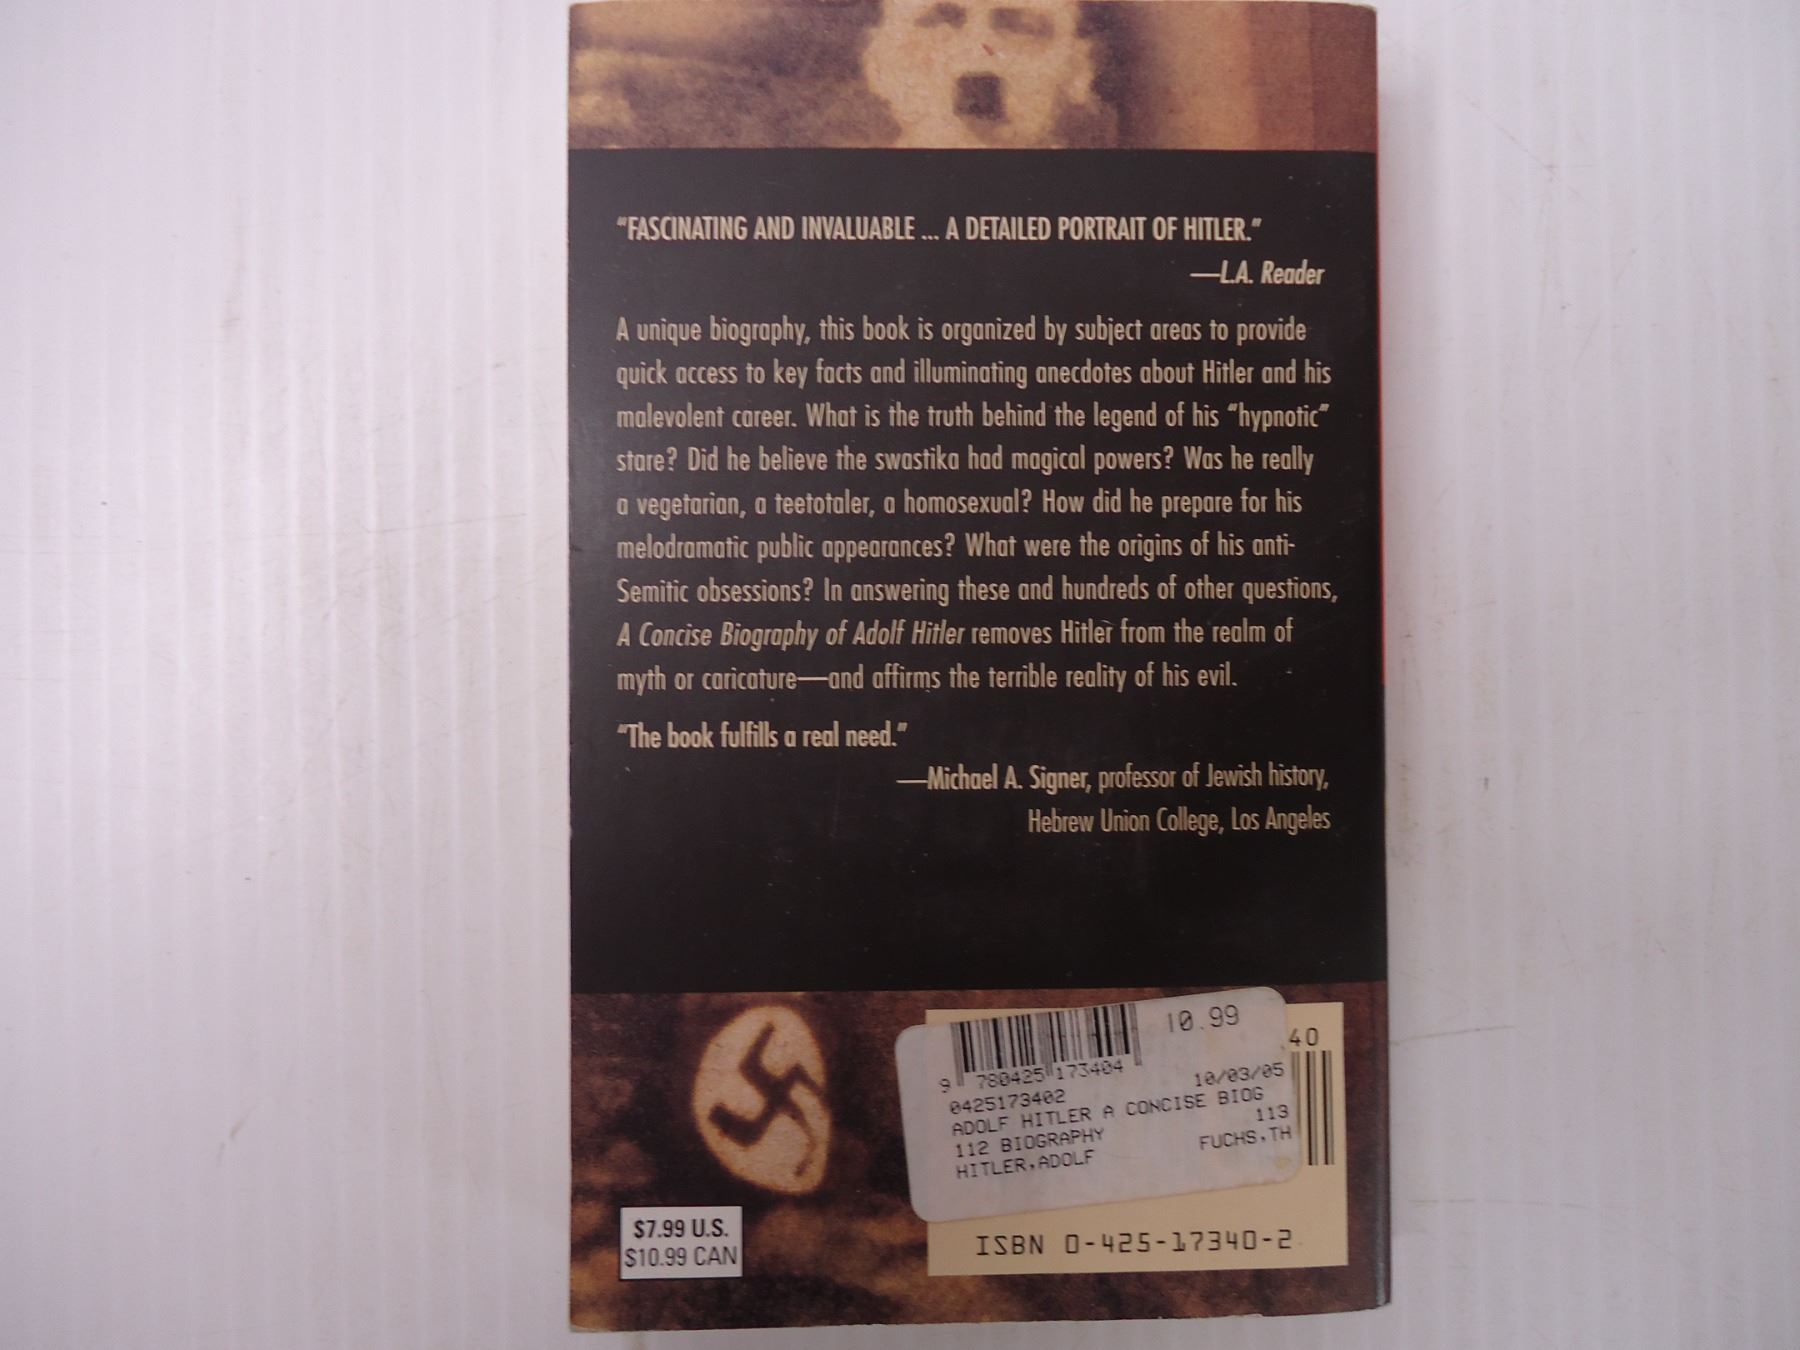 “FASCINATING AND INVALUABLE ... A DETAILED PORTRAIT OF HITLER.”
—L.A. Reader
A unique biography, this book is organized by subject areas to provide
quick access to key facts and illuminating anecdotes about Hitler and his
malevolent career. What is the truth behind the legend of his “hypnotic”
stare? Did he believe the swastika had magical powers? Was he really
a vegetarian, a teetotaler, a homosexual? How did he prepare for his
melodramatic public appearances? What were the origins of his anti-
Semitic obsessions? In answering these and hundreds of other questions,
A Concise Biography of Adolf Hitler removes Hitler from the realm of
myth or caricature—and affirms the terrible reality of his evil.
“The book fulfills a real need.”
—Michael A. Signer, professor of Jewish history,
Hebrew Union College, Los Angeles
10.99
40
9 780425 173404
10/03/05
0425173402
ADOLF HITLER A CONCISE BIOG
112 BIOGRAPHY 113
HITLER,ADOLF FUCHS,TH
ISBN 0-425-17340-2
$7.99 U.S.
$10.99 CAN